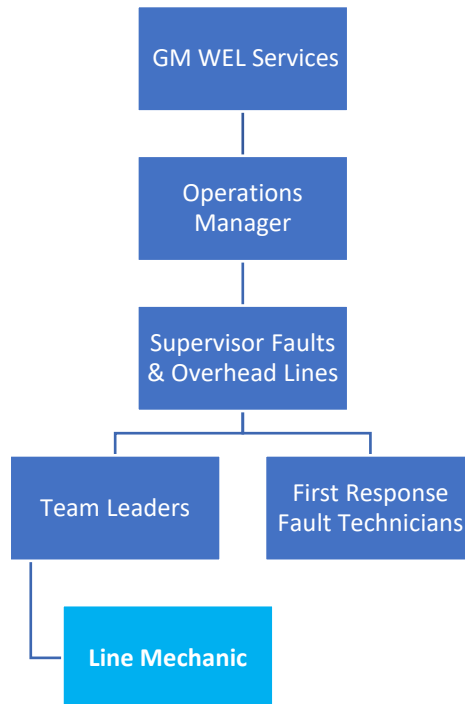 GM WEL Services
Operations
Manager
Supervisor Faults
& Overhead Lines
Team Leaders
First Response
Fault Technicians
Line Mechanic